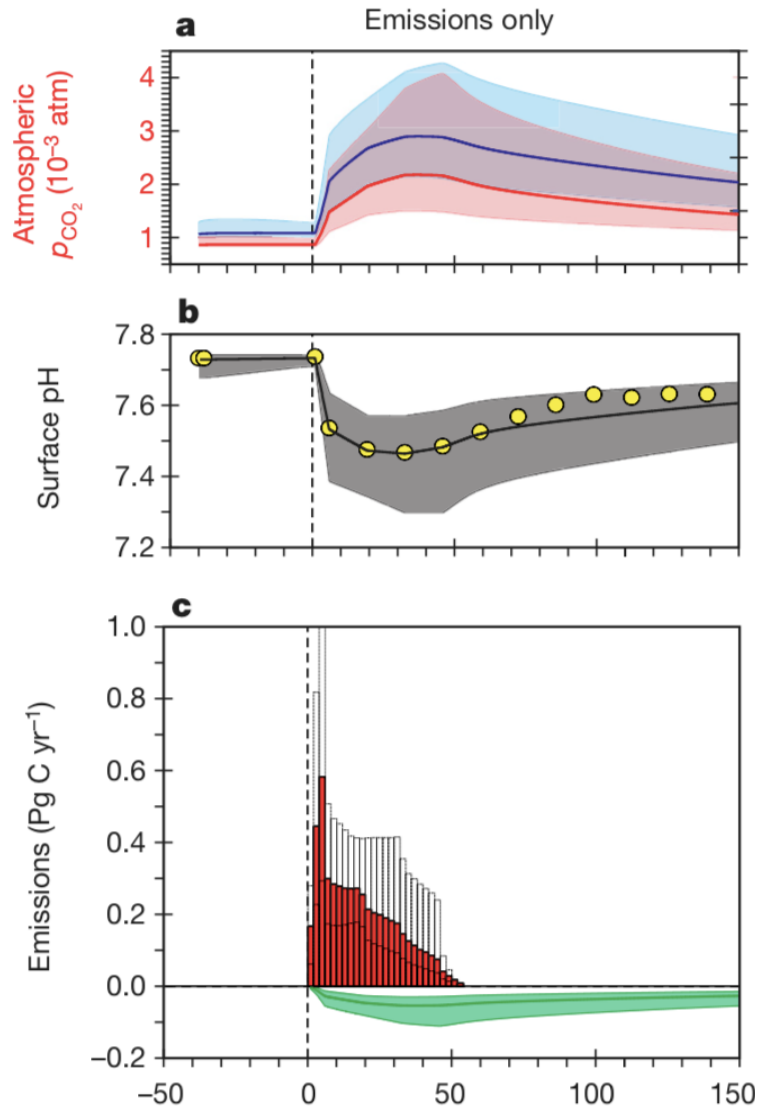 a
Emissions only
Atmospheric
pCO2 (10−3 atm)
4
3
2
1
b
Surface pH
7.8
7.6
7.4
7.2
c
Emissions (Pg C yr−1)
1.0
0.8
0.6
0.4
0.2
0.0
−0.2
−50 0 50 100 150